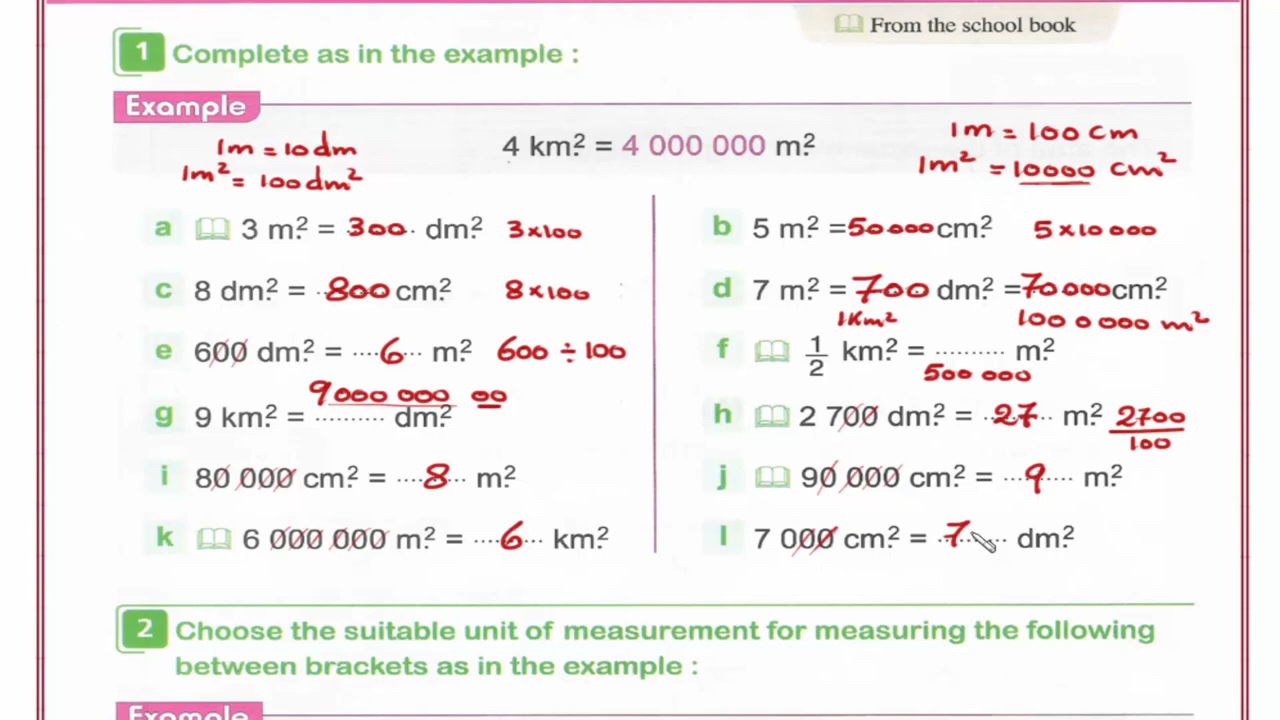 From the school book
1 Complete as in the example :
Example
1m = 10dm
1m² = 100dm²
4 km² = 4 000 000 m²
1m = 100 cm
1m² = 10000 cm²
a 3 m² = 300 dm² 3×100
b 5 m² = 50000 cm² 5×10000
c 8 dm² = 800 cm² 8×100
d 7 m² = 700 dm² = 70000 cm²
1Km² 1000000 m²
e 600 dm² = 6 m² 600 ÷ 100
f 1/2 km² = .......... m²
500 000
g 9 km² = 9000 000 00 dm²
h 2 700 dm² = 27 m² 2700/100
i 80 000 cm² = 8 m²
j 90 000 cm² = 9 m²
k 6 000 000 m² = 6 km²
l 7 000 cm² = 7 dm²
2 Choose the suitable unit of measurement for measuring the following
between brackets as in the example :
Example